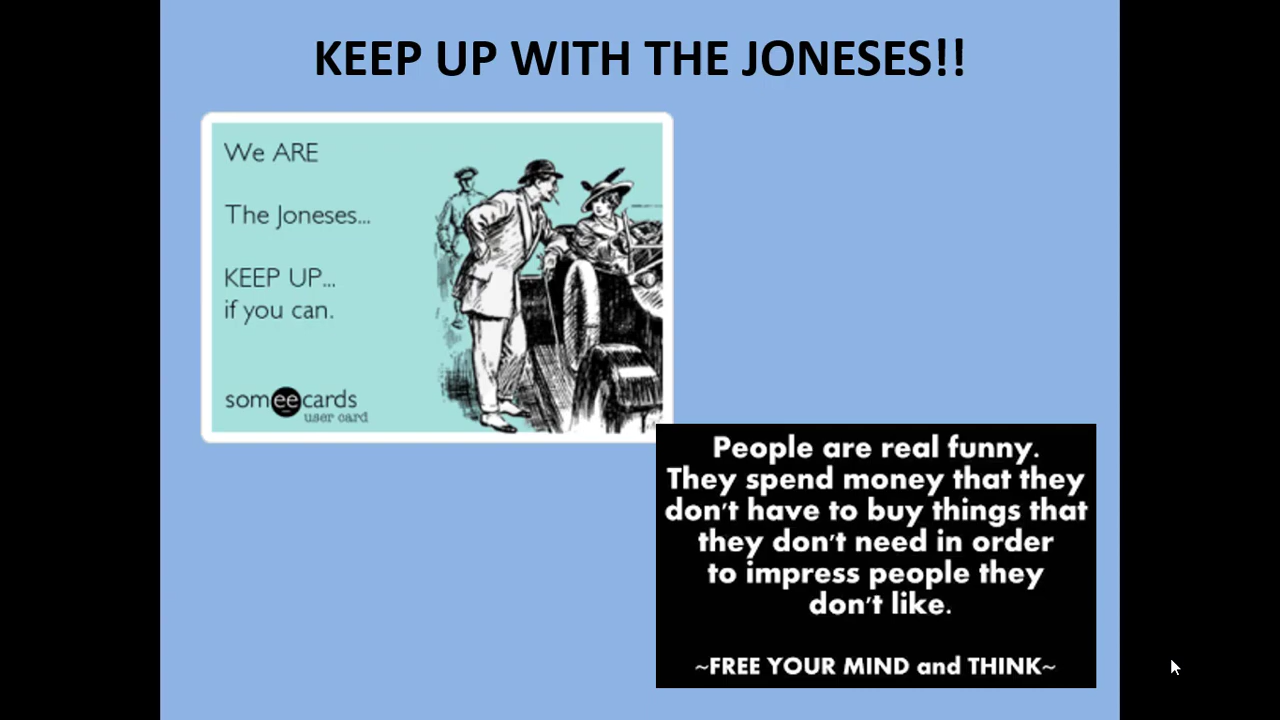 KEEP UP WITH THE JONESES!!
We ARE
The Joneses...
KEEP UP...
if you can.
someecards
user card
People are real funny.
They spend money that they
don't have to buy things that
they don't need in order
to impress people they
don't like.
~FREE YOUR MIND and THINK~